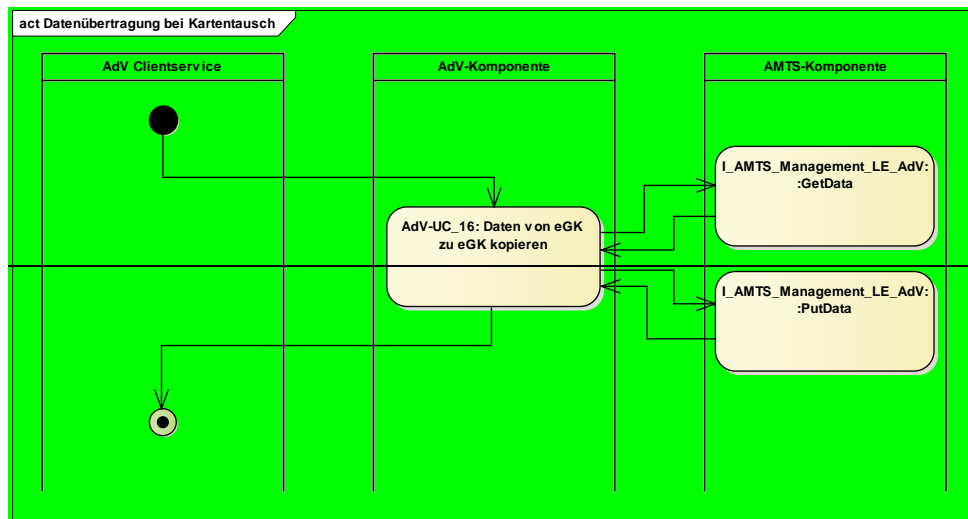 act Datenübertragung bei Kartentausch
AdV Clientservice
AdV-Komponente
AMTS-Komponente
I_AMTS_Management_LE_AdV:
:GetData
AdV-UC_16: Daten von eGK
zu eGK kopieren
I_AMTS_Management_LE_AdV:
:PutData